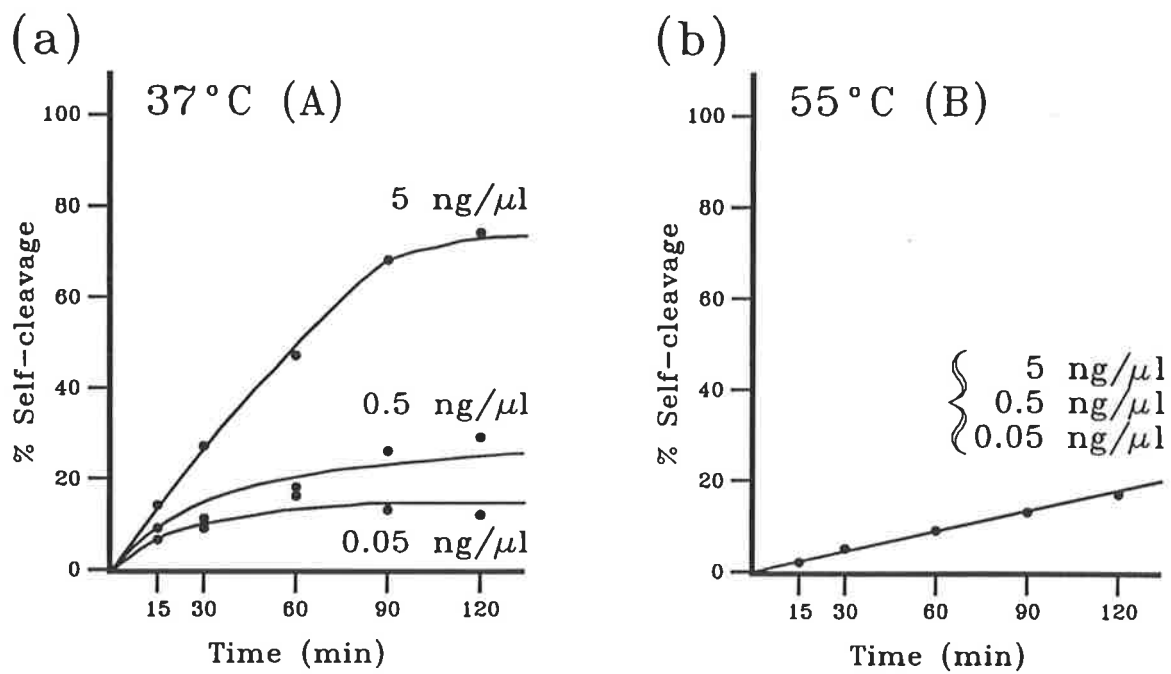 (a)
37°C (A)
% Self-cleavage
100
80
60
40
20
0
5 ng/μl
0.5 ng/μl
0.05 ng/μl
15 30 60 90 120
Time (min)
(b)
55°C (B)
% Self-cleavage
100
80
60
40
20
0
5 ng/μl
0.5 ng/μl
0.05 ng/μl
15 30 60 90 120
Time (min)